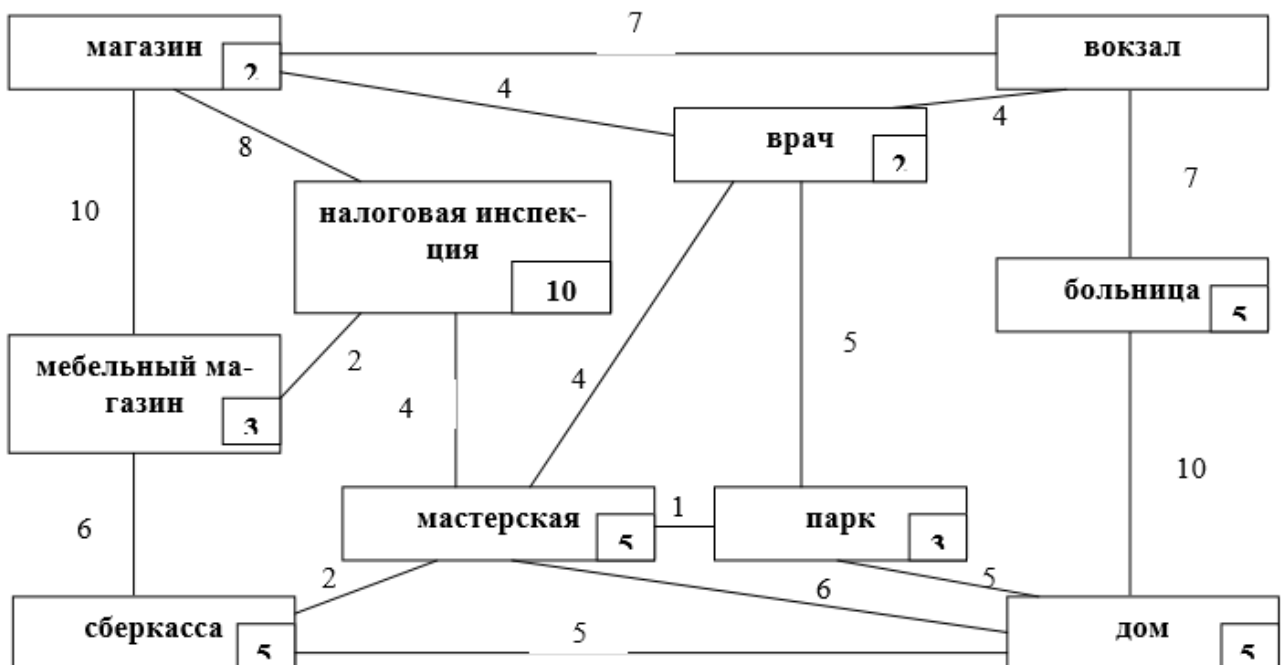 7
магазин
вокзал
2
4
4
врач
8
2
7
10
налоговая инспек-
ция
больница
10
5
5
2
мебельный ма-
газин
4
4
3
10
1
мастерская
парк
6
5
3
2
5
6
сберкасса
5
дом
5
5